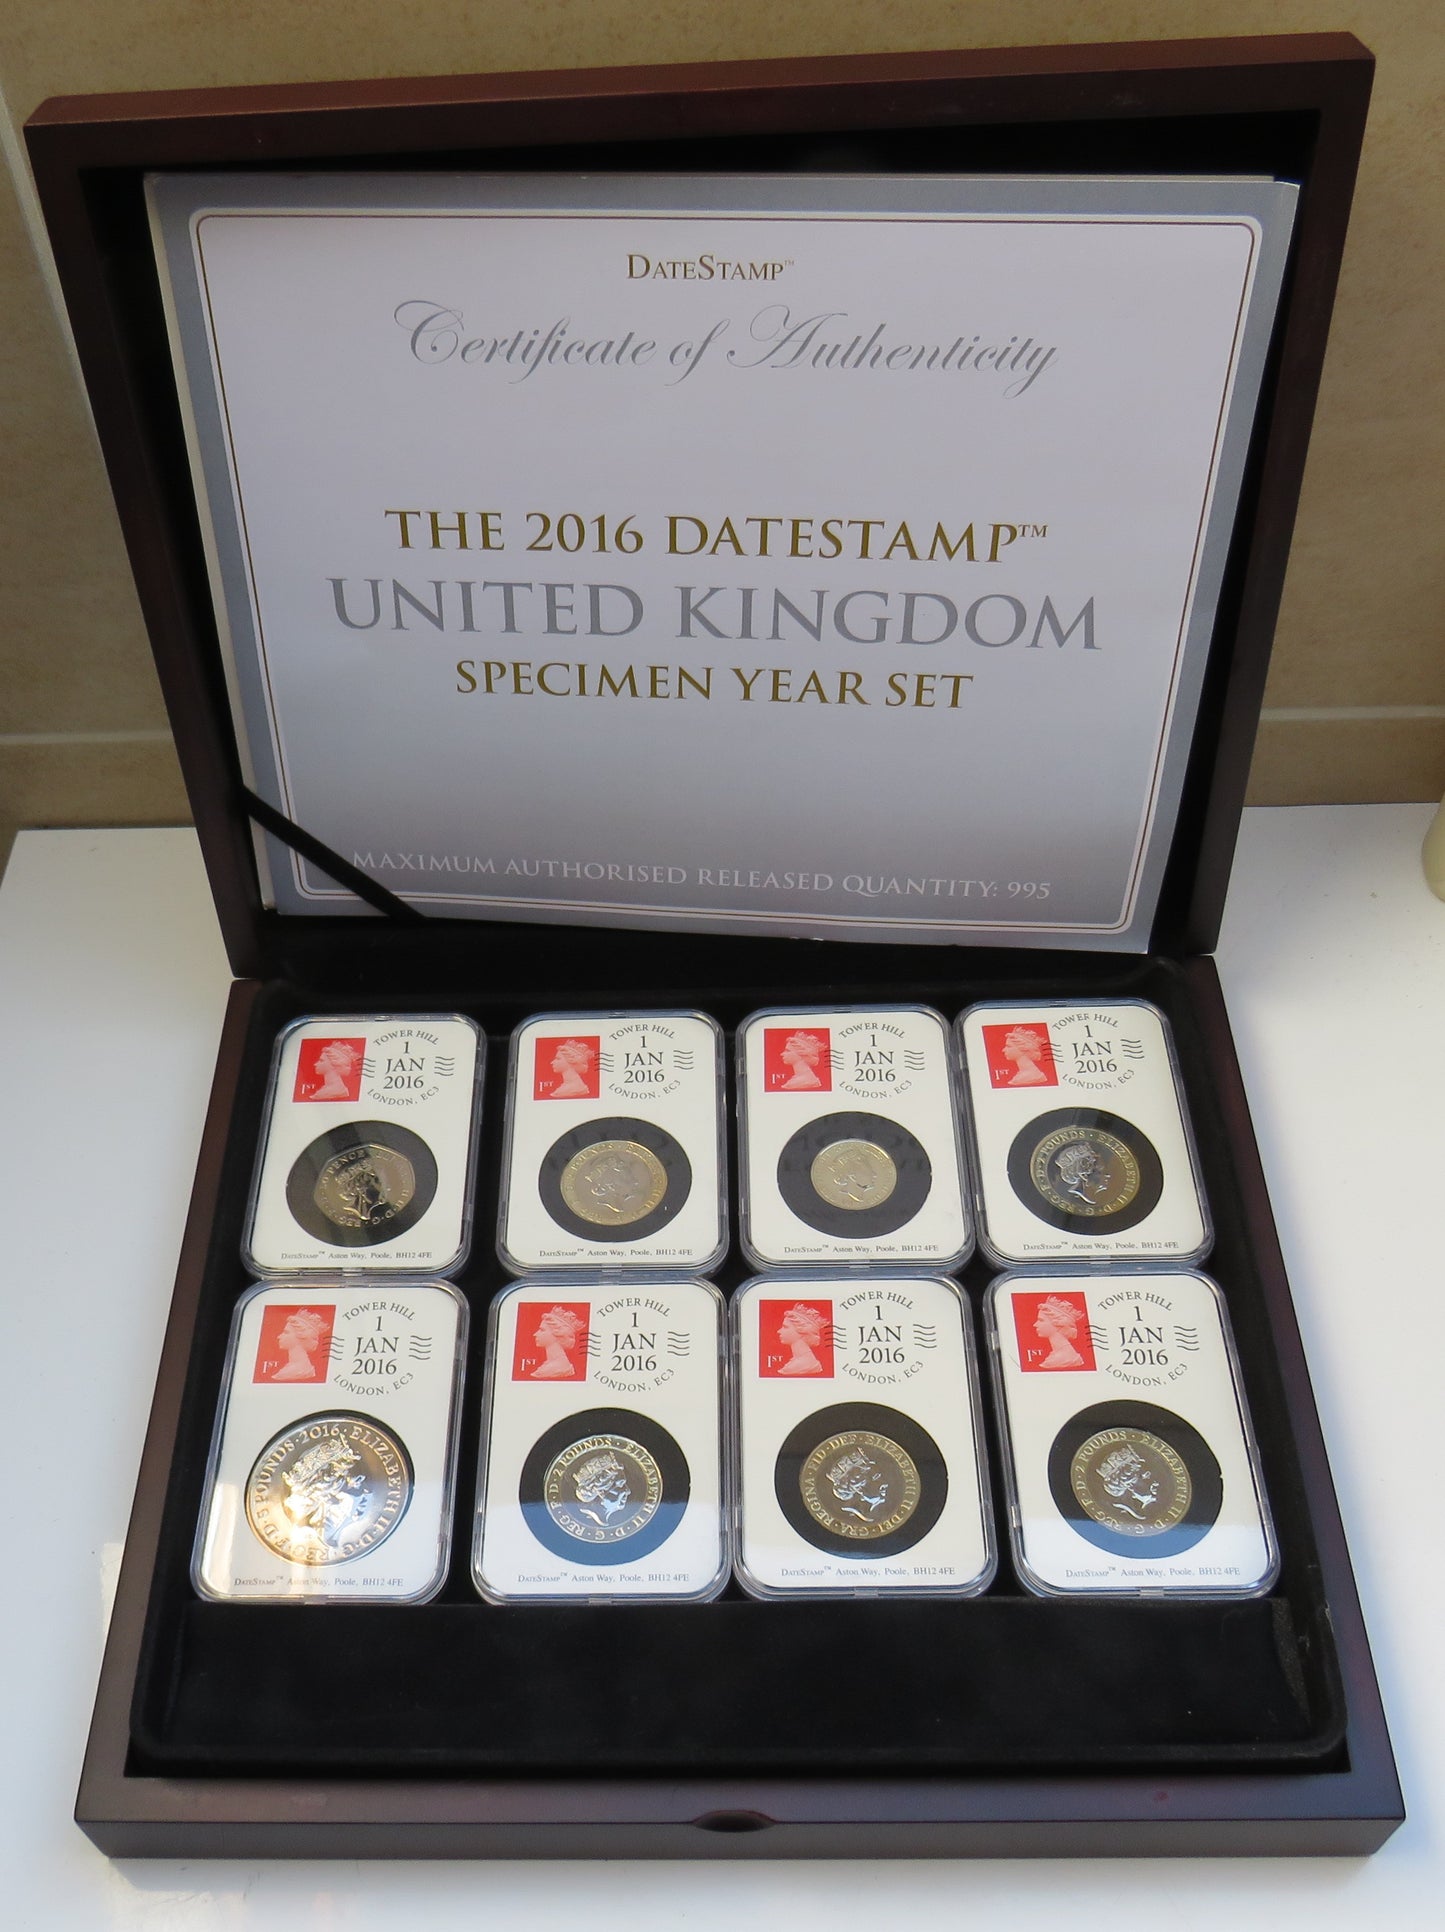 DATESTAMP™
Certificate of Authenticity
THE 2016 DATESTAMP™
UNITED KINGDOM
SPECIMEN YEAR SET
MAXIMUM AUTHORISED RELEASED QUANTITY: 995
1ST
TOWER HILL
1
JAN
2016
LONDON, EC3
DATESTAMP™ Aston Way, Poole, BH12 4FE
1ST
TOWER HILL
1
JAN
2016
LONDON, EC3
DATESTAMP™ Aston Way, Poole, BH12 4FE
1ST
TOWER HILL
1
JAN
2016
LONDON, EC3
DATESTAMP™ Aston Way, Poole, BH12 4FE
1ST
TOWER HILL
1
JAN
2016
LONDON, EC3
ELIZABETH II · D · G · REG · F · D · 2 POUNDS
DATESTAMP™ Aston Way, Poole, BH12 4FE
1ST
TOWER HILL
1
JAN
2016
LONDON, EC3
ELIZABETH II · D · G · REG · F · D · 5 POUNDS · 2016
DATESTAMP™ Aston Way, Poole, BH12 4FE
1ST
TOWER HILL
1
JAN
2016
LONDON, EC3
ELIZABETH II · D · G · REG · F · D · 2 POUNDS
DATESTAMP™ Aston Way, Poole, BH12 4FE
1ST
TOWER HILL
1
JAN
2016
LONDON, EC3
ELIZABETH II · DEI · GRA · REGINA · FID · DEF
DATESTAMP™ Aston Way, Poole, BH12 4FE
1ST
TOWER HILL
1
JAN
2016
LONDON, EC3
ELIZABETH II · D · G · REG · F · D · 2 POUNDS
DATESTAMP™ Aston Way, Poole, BH12 4FE